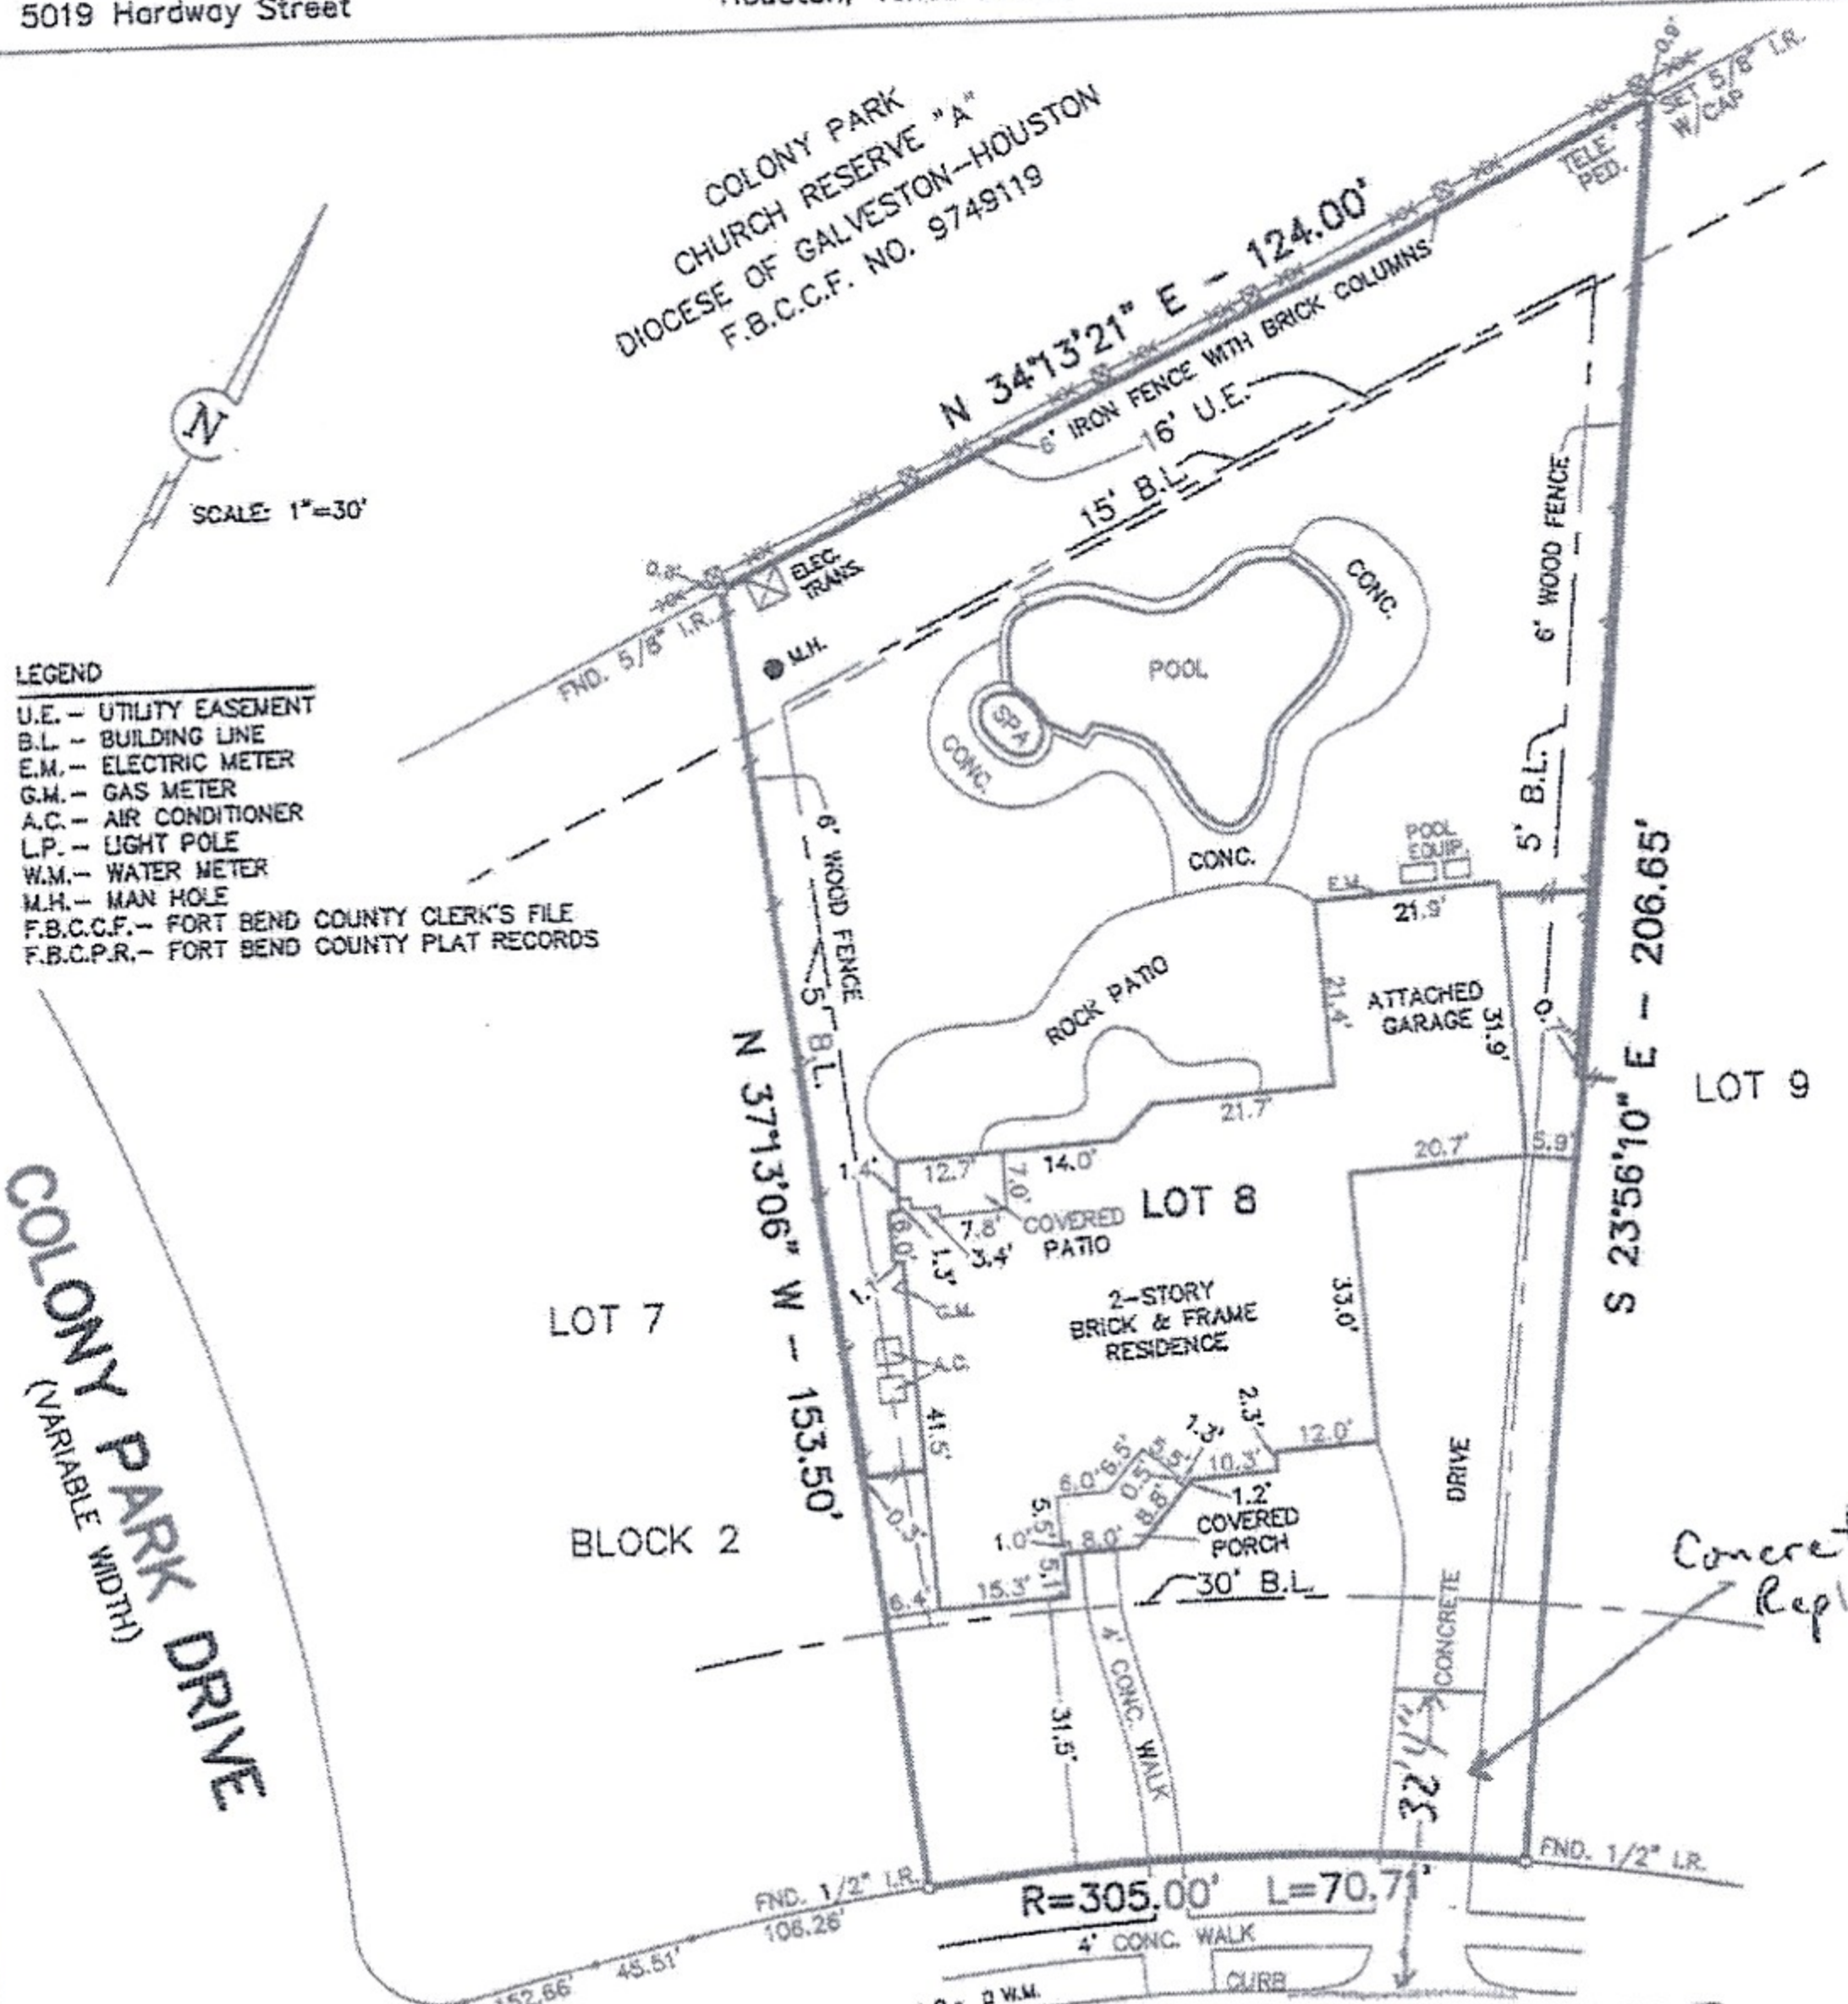 5019 Hardway Street
0.9'
SET 5/8" I.R.
W/CAP
TELE.
PED.
COLONY PARK
CHURCH RESERVE "A"
DIOCESE OF GALVESTON-HOUSTON
F.B.C.C.F. NO. 9749119
N 34°13'21" E - 124.00'
6' IRON FENCE WITH BRICK COLUMNS
16' U.E.
15' B.L.
N
SCALE: 1"=30'
ELEC.
TRANS.
FND. 5/8" I.R.
M.H.
LEGEND
U.E.- UTILITY EASEMENT
B.L. - BUILDING LINE
E.M.- ELECTRIC METER
G.M.- GAS METER
A.C.- AIR CONDITIONER
L.P.- LIGHT POLE
W.M.- WATER METER
M.H.- MAN HOLE
F.B.C.C.F.- FORT BEND COUNTY CLERK'S FILE
F.B.C.P.R.- FORT BEND COUNTY PLAT RECORDS
CONC.
POOL
SPA
CONC.
CONC.
6' WOOD FENCE
5' B.L.
6' WOOD FENCE
5' B.L.
POOL
EQUIP.
E.M.
21.9'
21.4'
ATTACHED
GARAGE
31.9'
ROCK PATIO
21.7'
S 23°56'10" E - 206.65'
LOT 9
N 37°13'06" W - 153.50'
1.4'
12.7'
14.0'
7.0'
20.7'
5.9'
LOT 8
6.0'
7.8'
1.3'
3.4'
COVERED
PATIO
G.M.
A.C.
41.5'
2-STORY
BRICK & FRAME
RESIDENCE
33.0'
LOT 7
BLOCK 2
COLONY PARK DRIVE
(VARIABLE WIDTH)
2.3'
12.0'
1.3'
10.3'
6.0'
6.5'
0.5'
8.8'
1.2'
5.5'
1.0'
8.0'
5.1'
COVERED
PORCH
0.3'
6.4'
15.3'
30' B.L.
CONCRETE DRIVE
31.5'
4' CONC. WALK
FND. 1/2" I.R.
FND. 1/2" I.R.
R=305.00' L=70.71'
106.26'
45.51'
4' CONC. WALK
CURB
W.M.